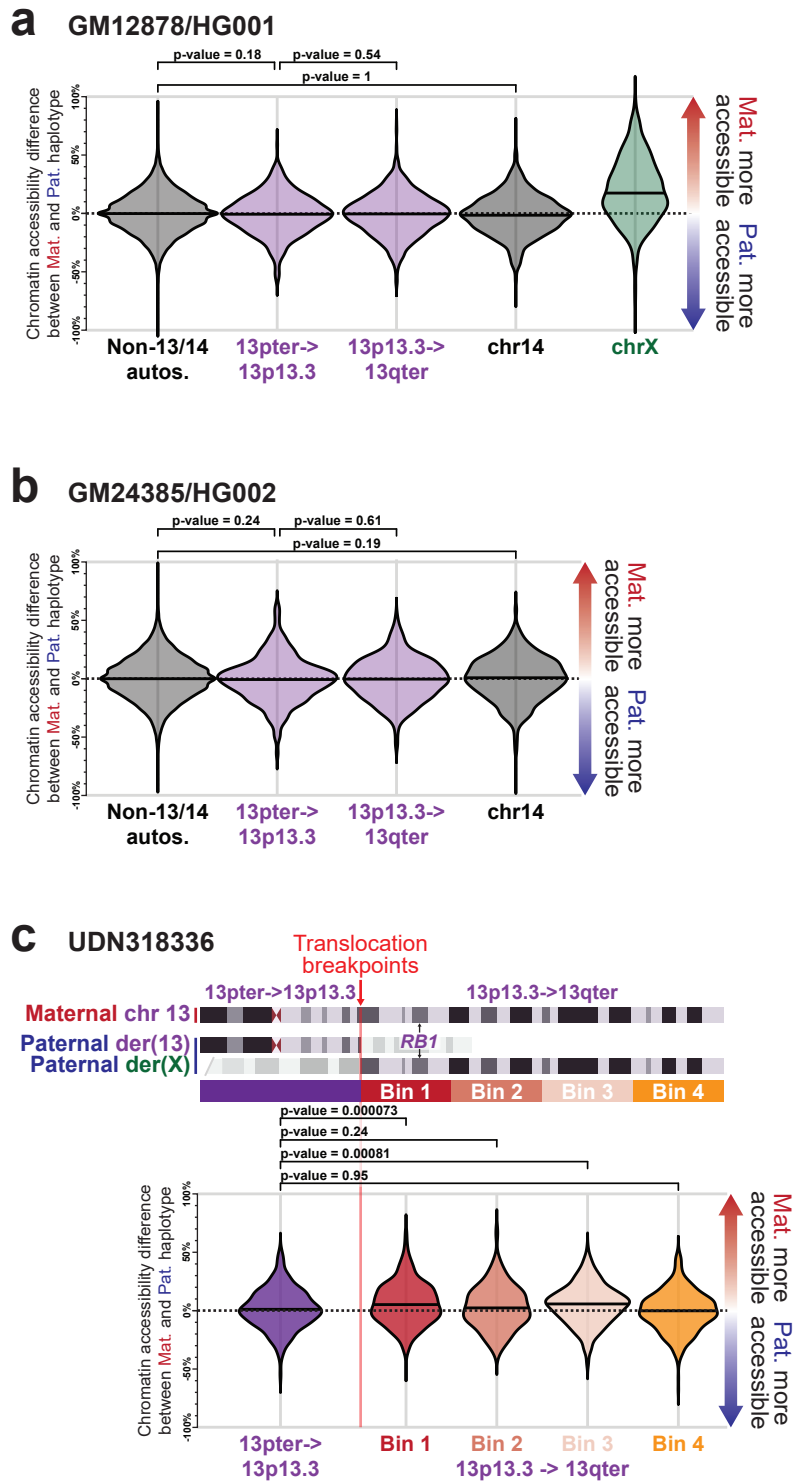 a GM12878/HG001
p-value = 0.18 p-value = 0.54
p-value = 1
Chromatin accessibility difference
between Mat. and Pat. haplotype
100%
50%
0%
-50%
-100%
Mat. more
accessible
Pat. more
accessible
Non-13/14
autos.
13pter->
13p13.3
13p13.3->
13qter
chr14
chrX
b GM24385/HG002
p-value = 0.24 p-value = 0.61
p-value = 0.19
Chromatin accessibility difference
between Mat. and Pat. haplotype
100%
50%
0%
-50%
-100%
Mat. more
accessible
Pat. more
accessible
Non-13/14
autos.
13pter->
13p13.3
13p13.3->
13qter
chr14
c UDN318336
Translocation
breakpoints
13pter->13p13.3 13p13.3->13qter
Maternal chr 13
Paternal der(13)
RB1
Paternal der(X)
Bin 1 Bin 2 Bin 3 Bin 4
p-value = 0.000073
p-value = 0.24
p-value = 0.00081
p-value = 0.95
Chromatin accessibility difference
between Mat. and Pat. haplotype
100%
50%
0%
-50%
-100%
Mat. more
accessible
Pat. more
accessible
13pter->
13p13.3
Bin 1 Bin 2 Bin 3 Bin 4
13p13.3 -> 13qter